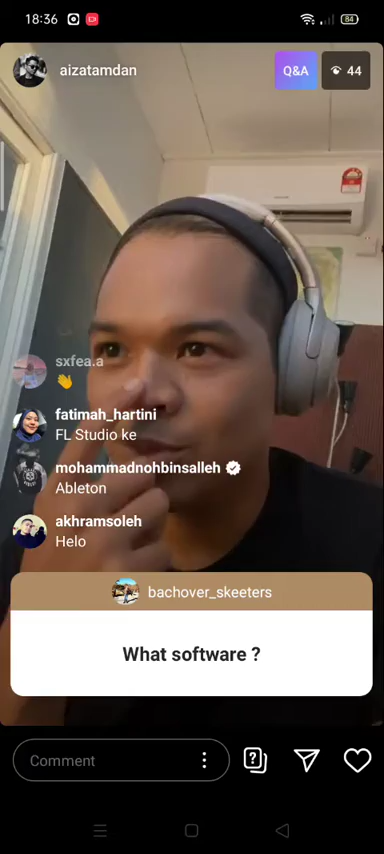 18:36
84
aizatamdan
Q&A
44
sxfea.a
👋
fatimah_hartini
FL Studio ke
mohammadnohbinsalleh
Ableton
akhramsoleh
Helo
bachover_skeeters
What software ?
Comment